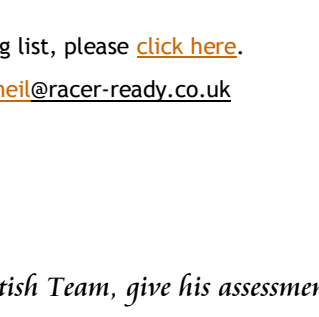 g list, please click here.
neil@racer-ready.co.uk
tish Team, give his assessmen